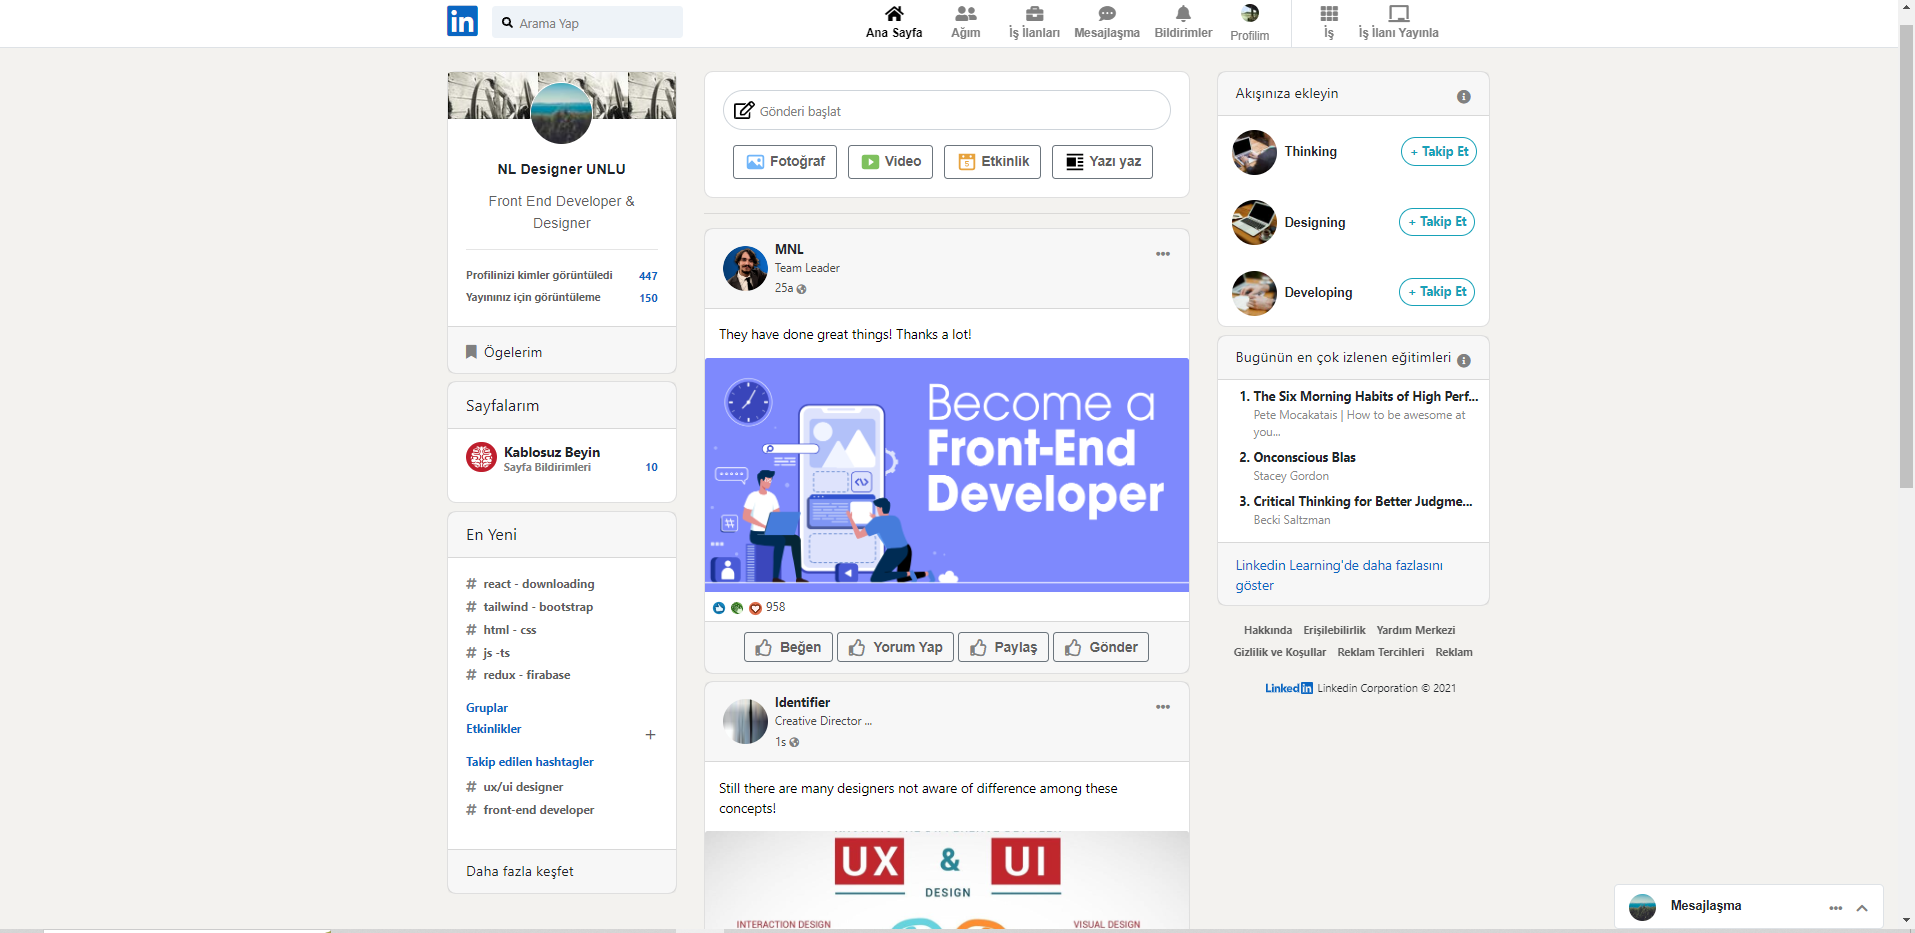 in
Arama Yap
Ana Sayfa
Ağım
İş İlanları
Mesajlaşma
Bildirimler
Profilim
İş
İş İlanı Yayınla
NL Designer UNLU
Front End Developer &
Designer
Profilinizi kimler görüntüledi 447
Yayınınız için görüntüleme 150
Ögelerim
Sayfalarım
Kablosuz Beyin
Sayfa Bildirimleri 10
En Yeni
# react - downloading
# tailwind - bootstrap
# html - css
# js -ts
# redux - firabase
Gruplar
Etkinlikler
+
Takip edilen hashtagler
# ux/ui designer
# front-end developer
Daha fazla keşfet
Gönderi başlat
Fotoğraf
Video
5 Etkinlik
Yazı yaz
MNL
Team Leader
25a
They have done great things! Thanks a lot!
Become a
Front-End
Developer
#
958
Beğen
Yorum Yap
Paylaş
Gönder
Identifier
Creative Director ...
1s
Still there are many designers not aware of difference among these
concepts!
UX & UI
DESIGN
INTERACTION DESIGN
VISUAL DESIGN
Akışınıza ekleyin
Thinking
+ Takip Et
Designing
+ Takip Et
Developing
+ Takip Et
Bugünün en çok izlenen eğitimleri
1. The Six Morning Habits of High Perf...
Pete Mocakatais | How to be awesome at
you...
2. Onconscious Blas
Stacey Gordon
3. Critical Thinking for Better Judgme...
Becki Saltzman
Linkedin Learning'de daha fazlasını
göster
Hakkında Erişilebilirlik Yardım Merkezi
Gizlilik ve Koşullar Reklam Tercihleri Reklam
Linkedin Linkedin Corporation © 2021
Mesajlaşma